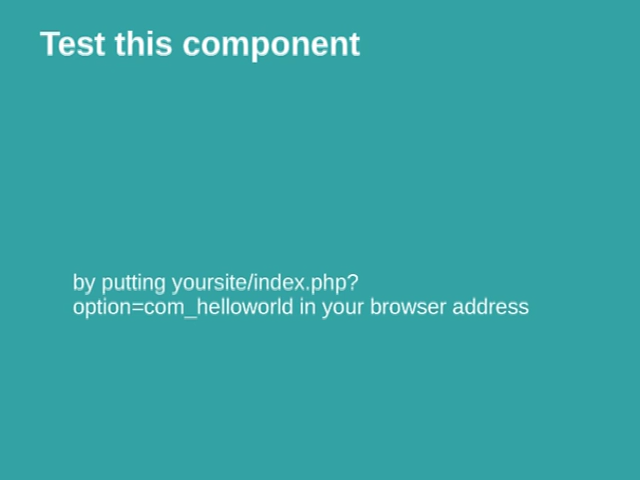 Test this component
by putting yoursite/index.php?
option=com_helloworld in your browser address